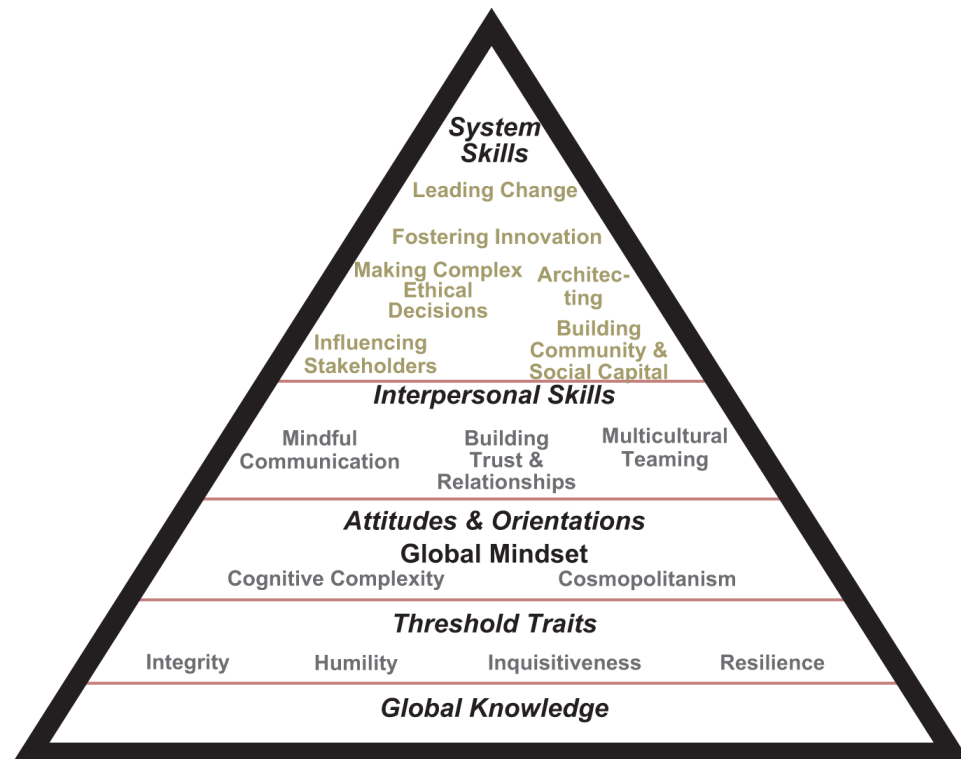 System
Skills
Leading Change
Fostering Innovation
Making Complex
Ethical
Decisions
Architec-
ting
Influencing
Stakeholders
Building
Community &
Social Capital
Interpersonal Skills
Mindful
Communication
Building
Trust &
Relationships
Multicultural
Teaming
Attitudes & Orientations
Global Mindset
Cognitive Complexity
Cosmopolitanism
Threshold Traits
Integrity
Humility
Inquisitiveness
Resilience
Global Knowledge